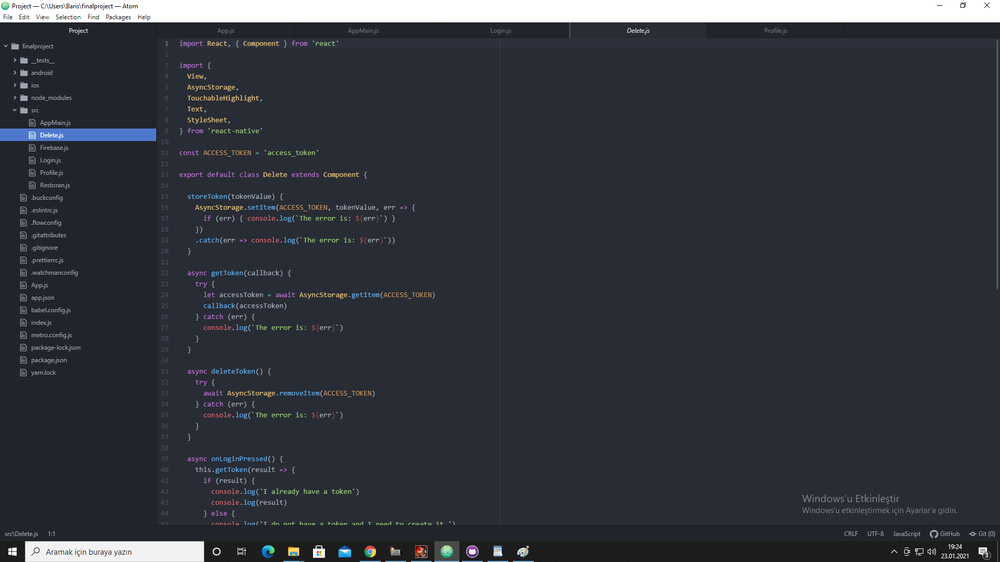 Project — C:\Users\Baris\finalproject — Atom
File Edit View Selection Find Packages Help
Project
App.js AppMain.js Login.js Delete.js Profile.js
finalproject
__tests__
android
ios
node_modules
src
AppMain.js
Delete.js
Firebase.js
Login.js
Profile.js
Restoran.js
.buckconfig
.eslintrc.js
.flowconfig
.gitattributes
.gitignore
.prettierrc.js
.watchmanconfig
App.js
app.json
babel.config.js
index.js
metro.config.js
package-lock.json
package.json
yarn.lock
1 import React, { Component } from 'react'
2
3 import {
4 View,
5 AsyncStorage,
6 TouchableHighlight,
7 Text,
8 StyleSheet,
9 } from 'react-native'
10
11 const ACCESS_TOKEN = 'access_token'
12
13 export default class Delete extends Component {
14
15 storeToken(tokenValue) {
16 AsyncStorage.setItem(ACCESS_TOKEN, tokenValue, err => {
17 if (err) { console.log(`The error is: ${err}`) }
18 })
19 .catch(err => console.log(`The error is: ${err}`))
20 }
21
22 async getToken(callback) {
23 try {
24 let accessToken = await AsyncStorage.getItem(ACCESS_TOKEN)
25 callback(accessToken)
26 } catch (err) {
27 console.log(`The error is: ${err}`)
28 }
29 }
30
31 async deleteToken() {
32 try {
33 await AsyncStorage.removeItem(ACCESS_TOKEN)
34 } catch (err) {
35 console.log(`The error is: ${err}`)
36 }
37 }
38
39 async onLoginPressed() {
40 this.getToken(result => {
41 if (result) {
42 console.log('I already have a token')
43 console.log(result)
44 } else {
45 console.log('I do not have a token and I need to create it.')
Windows'u Etkinleştir
Windows'u etkinleştirmek için Ayarlar'a gidin.
src\Delete.js 1:1
CRLF UTF-8 JavaScript GitHub Git (0)
Aramak için buraya yazın
19:24
23.01.2021
3